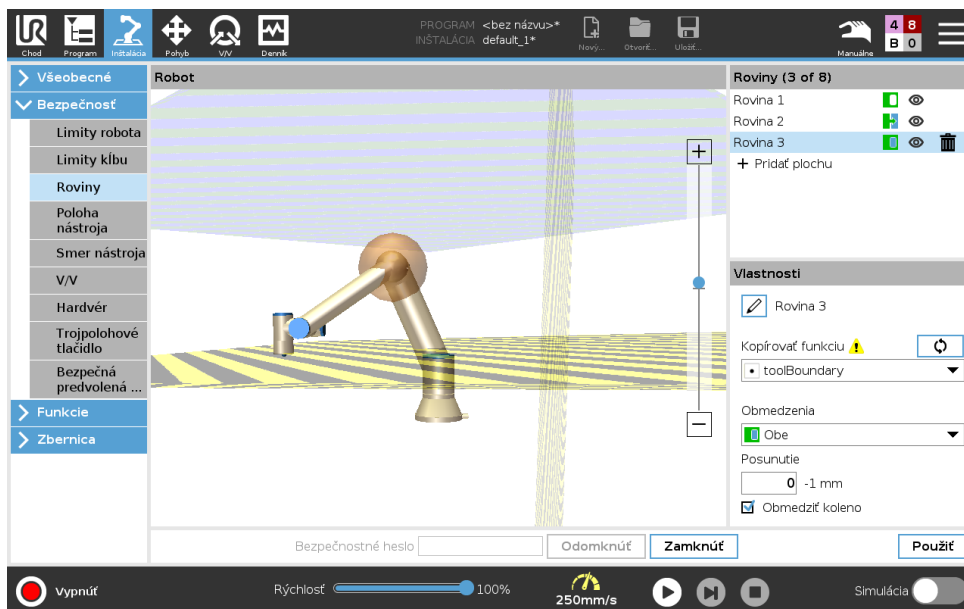 PROGRAM <bez názvu>*
INŠTALÁCIA default_1*
Chod
Program
Inštalácia
Pohyb
V/V
Denník
Nový...
Otvoriť...
Uložiť...
Manuálne
4 8
B 0
Všeobecné
Bezpečnosť
Limity robota
Limity kĺbu
Roviny
Poloha
nástroja
Smer nástroja
V/V
Hardvér
Trojpolohové
tlačidlo
Bezpečná
predvolená ...
Funkcie
Zbernica
Robot
Roviny (3 of 8)
Rovina 1
Rovina 2
Rovina 3
+ Pridať plochu
Vlastnosti
Rovina 3
Kopírovať funkciu
toolBoundary
Obmedzenia
Obe
Posunutie
0 -1 mm
Obmedziť koleno
Bezpečnostné heslo
Odomknúť
Zamknúť
Použiť
Vypnúť
Rýchlosť
100%
250mm/s
Simulácia